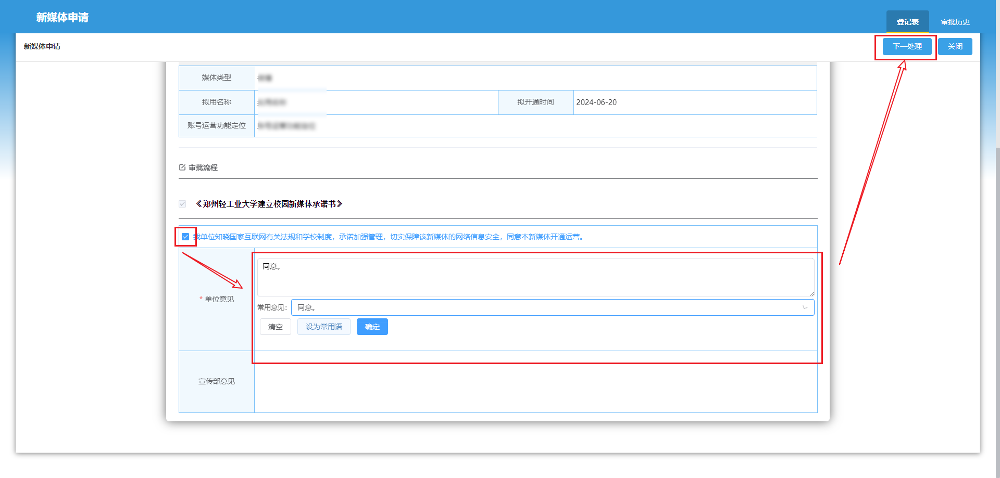 新媒体申请
登记表
审批历史
新媒体申请
下一处理
关闭
媒体类型
拟用名称
拟开通时间
2024-06-20
账号运营功能定位
审批流程
《郑州轻工业大学建立校园新媒体承诺书》
我单位知晓国家互联网有关法规和学校制度，承诺加强管理，切实保障该新媒体的网络信息安全，同意本新媒体开通运营。
* 单位意见
同意。
常用意见：
同意。
清空
设为常用语
确定
宣传部意见